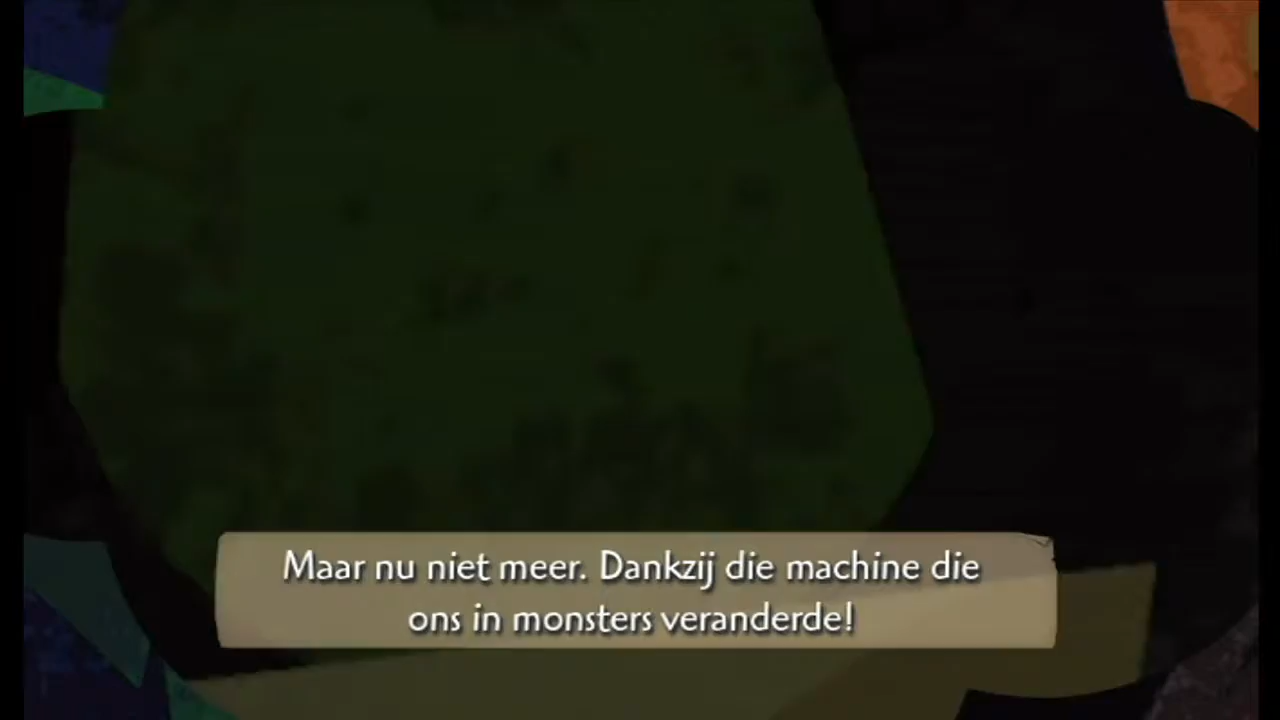 Maar nu niet meer. Dankzij die machine die
ons in monsters veranderde!